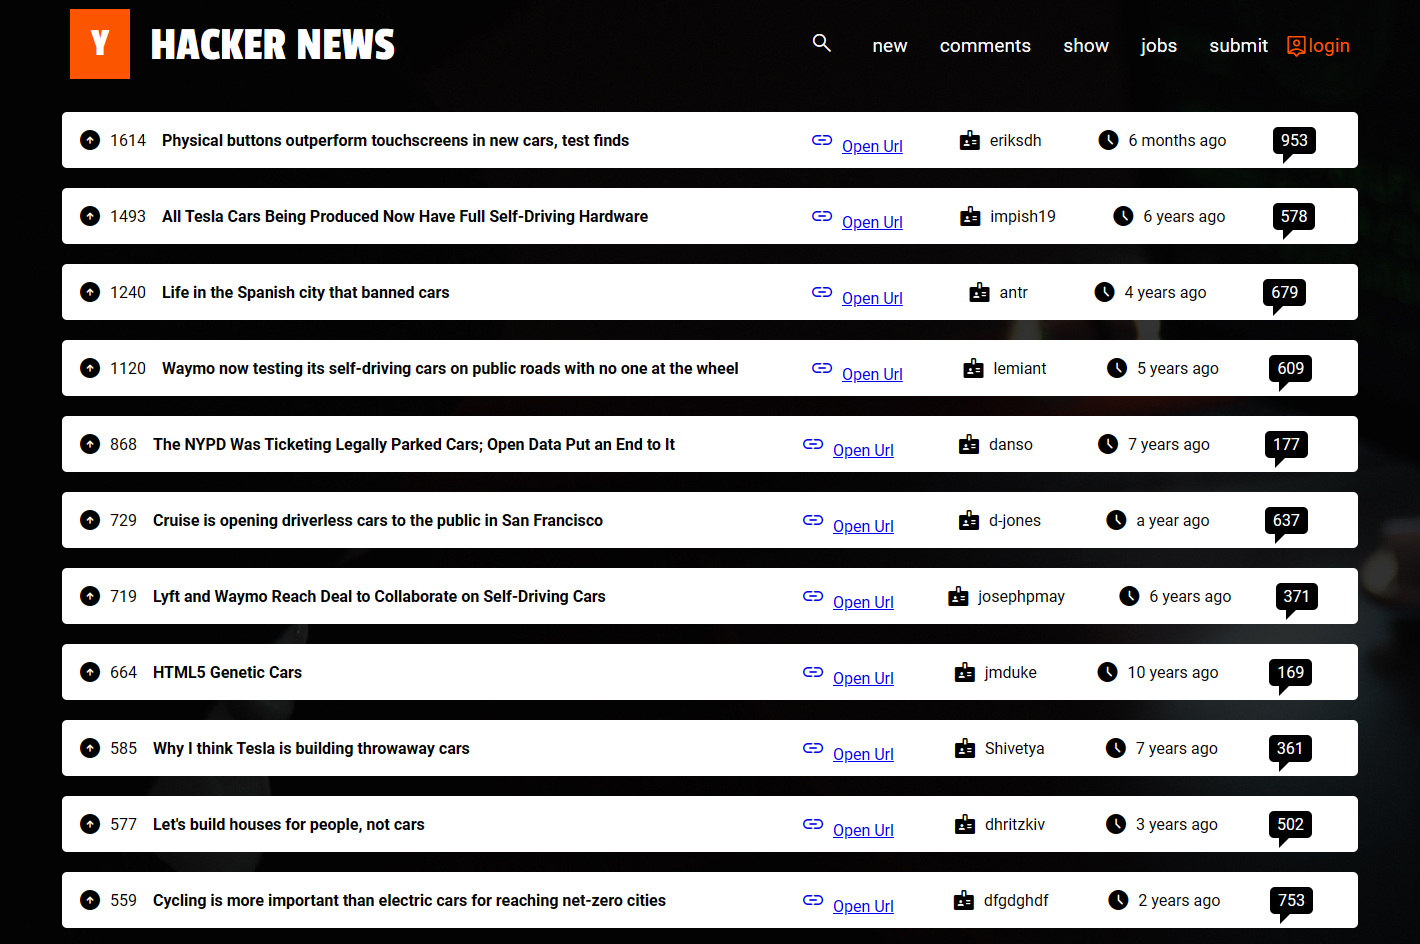 Y HACKER NEWS new comments show jobs submit login
1614 Physical buttons outperform touchscreens in new cars, test finds Open Url eriksdh 6 months ago 953
1493 All Tesla Cars Being Produced Now Have Full Self-Driving Hardware Open Url impish19 6 years ago 578
1240 Life in the Spanish city that banned cars Open Url antr 4 years ago 679
1120 Waymo now testing its self-driving cars on public roads with no one at the wheel Open Url lemiant 5 years ago 609
868 The NYPD Was Ticketing Legally Parked Cars; Open Data Put an End to It Open Url danso 7 years ago 177
729 Cruise is opening driverless cars to the public in San Francisco Open Url d-jones a year ago 637
719 Lyft and Waymo Reach Deal to Collaborate on Self-Driving Cars Open Url josephpmay 6 years ago 371
664 HTML5 Genetic Cars Open Url jmduke 10 years ago 169
585 Why I think Tesla is building throwaway cars Open Url Shivetya 7 years ago 361
577 Let's build houses for people, not cars Open Url dhritzkiv 3 years ago 502
559 Cycling is more important than electric cars for reaching net-zero cities Open Url dfgdghdf 2 years ago 753